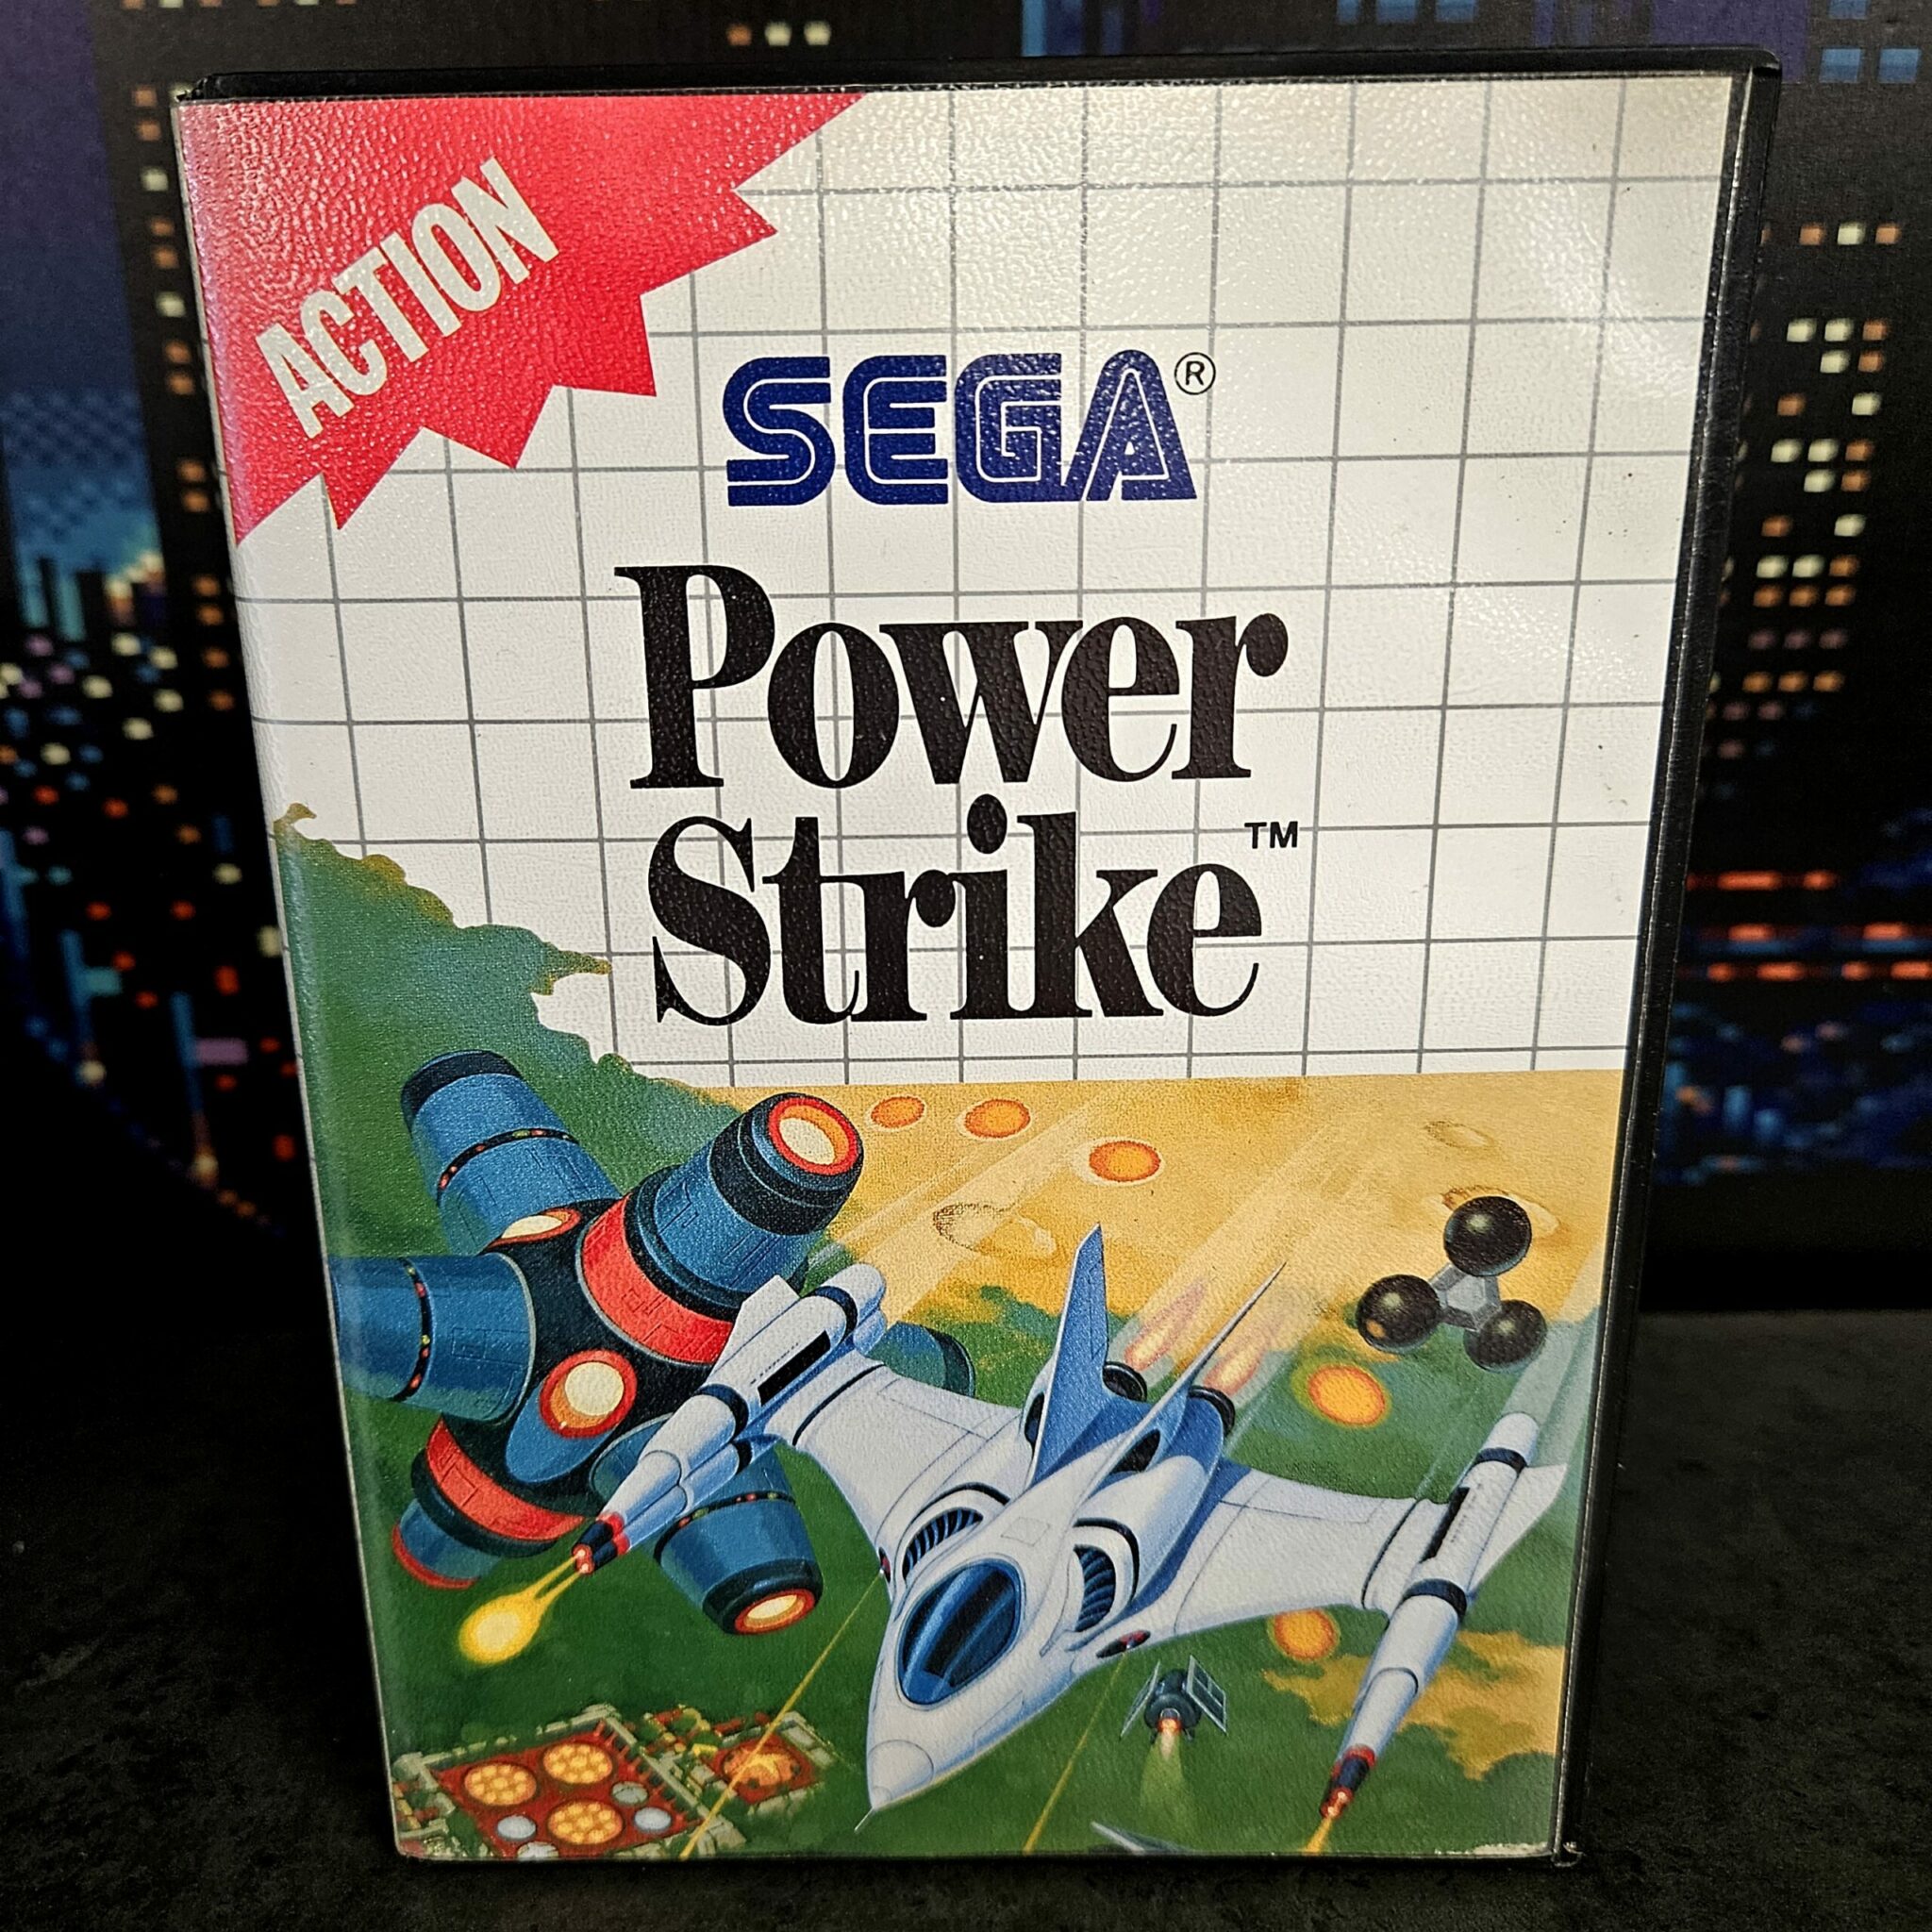 ACTION
SEGA®
Power
Strike™